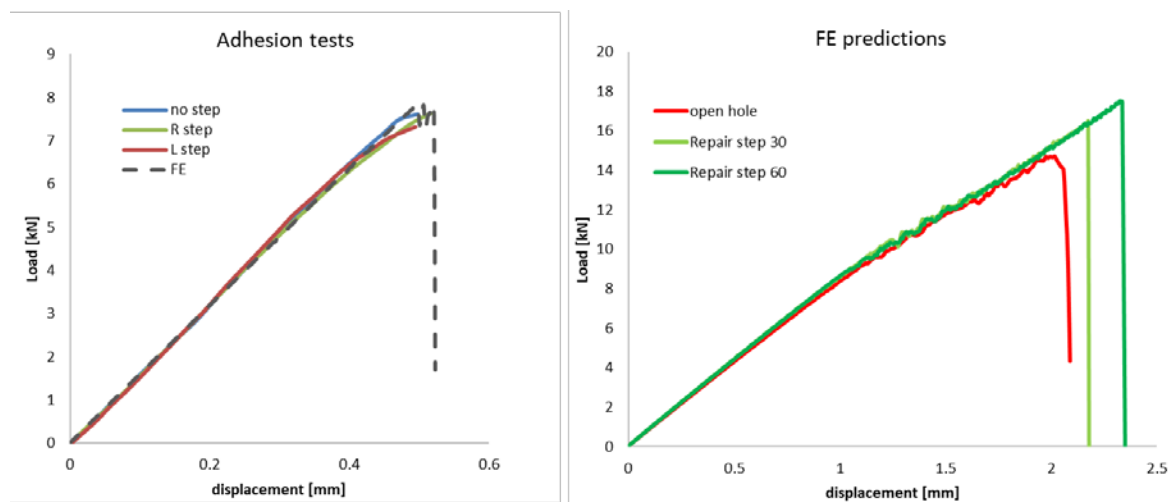 Adhesion tests
9
8
7
6
5
4
3
2
1
0
Load [kN]
no step
R step
L step
FE
0
0.2
0.4
0.6
displacement [mm]
FE predictions
20
18
16
14
12
10
8
6
4
2
0
Load [kN]
open hole
Repair step 30
Repair step 60
0
0.5
1
1.5
2
2.5
displacement [mm]